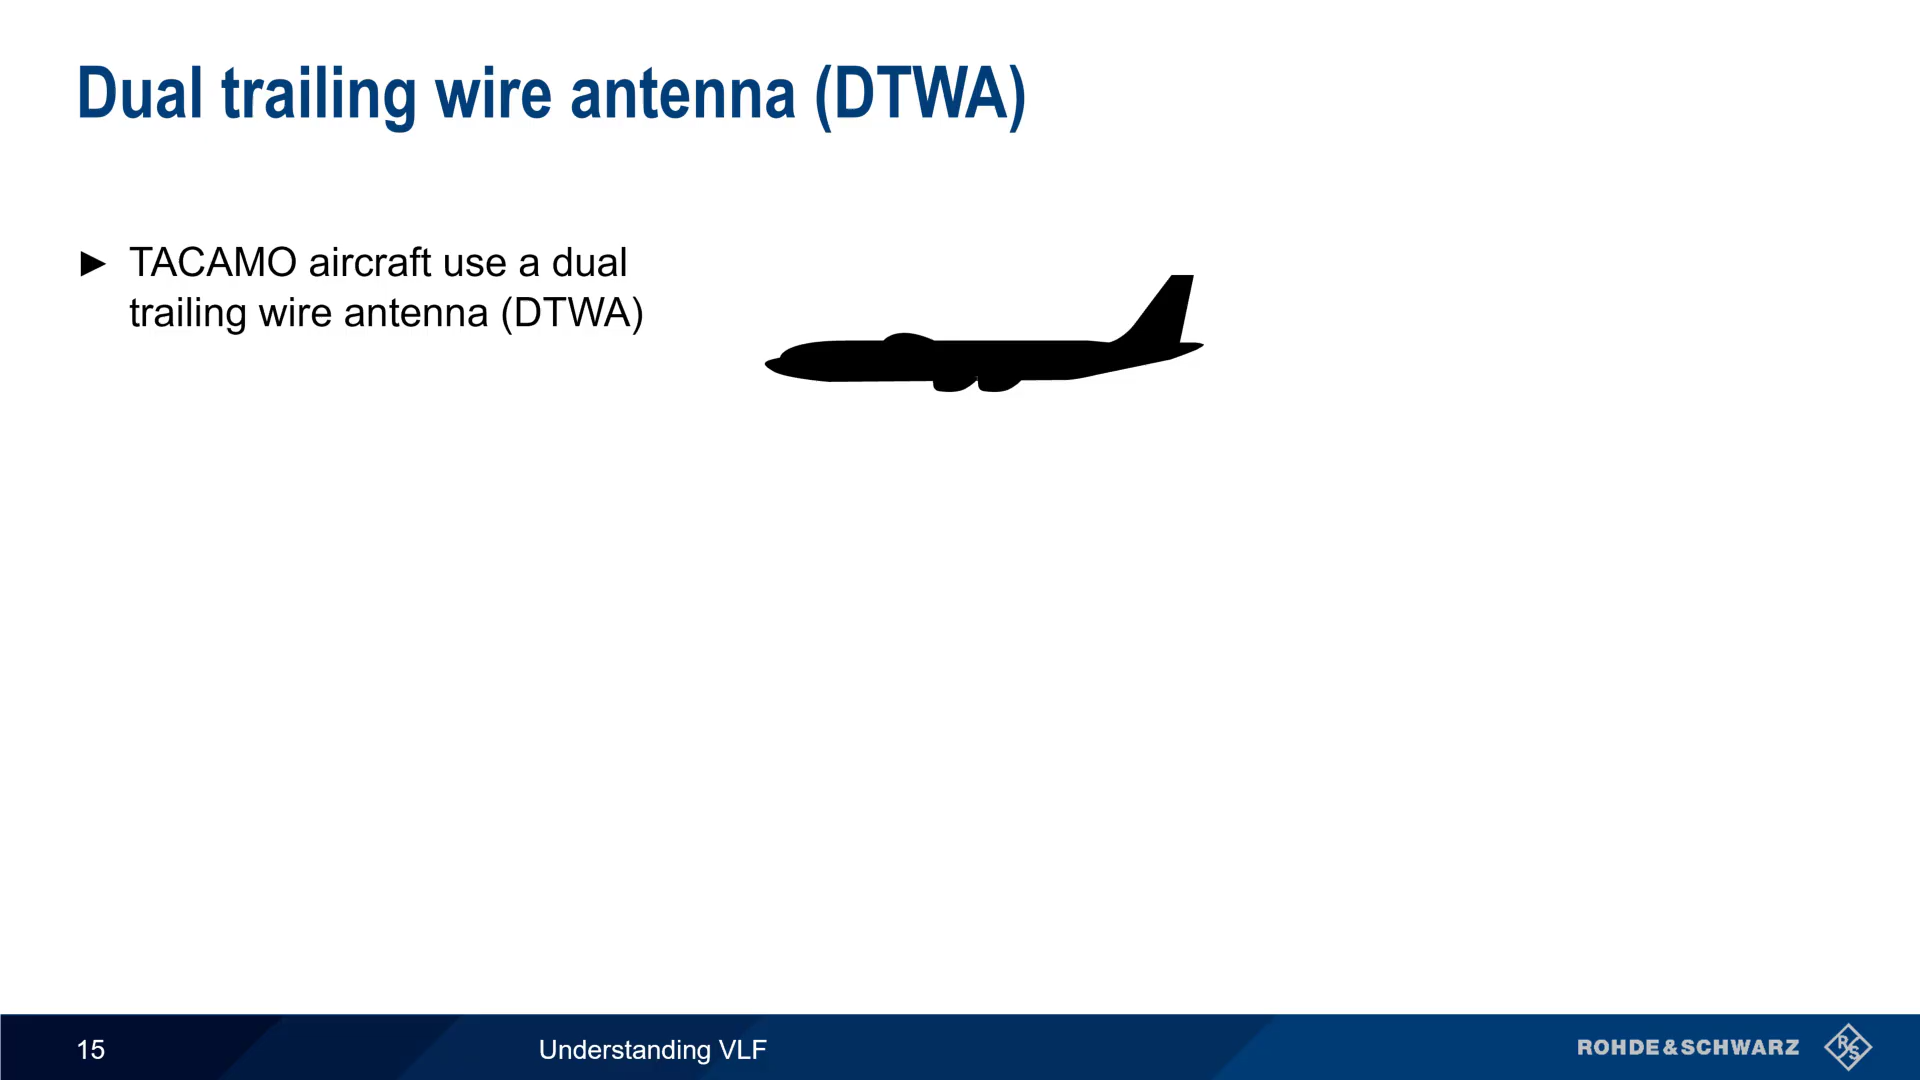 Dual trailing wire antenna (DTWA)
► TACAMO aircraft use a dual
trailing wire antenna (DTWA)
15
Understanding VLF
ROHDE&SCHWARZ
R&S